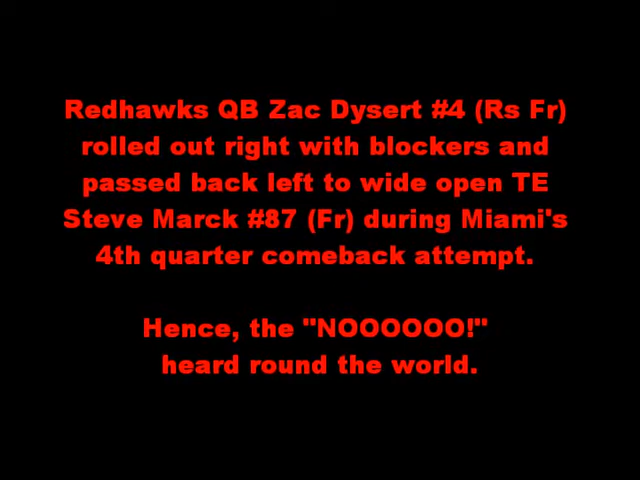 Redhawks QB Zac Dysert #4 (Rs Fr)
rolled out right with blockers and
passed back left to wide open TE
Steve Marck #87 (Fr) during Miami's
4th quarter comeback attempt.
Hence, the "NOOOOOO!"
heard round the world.